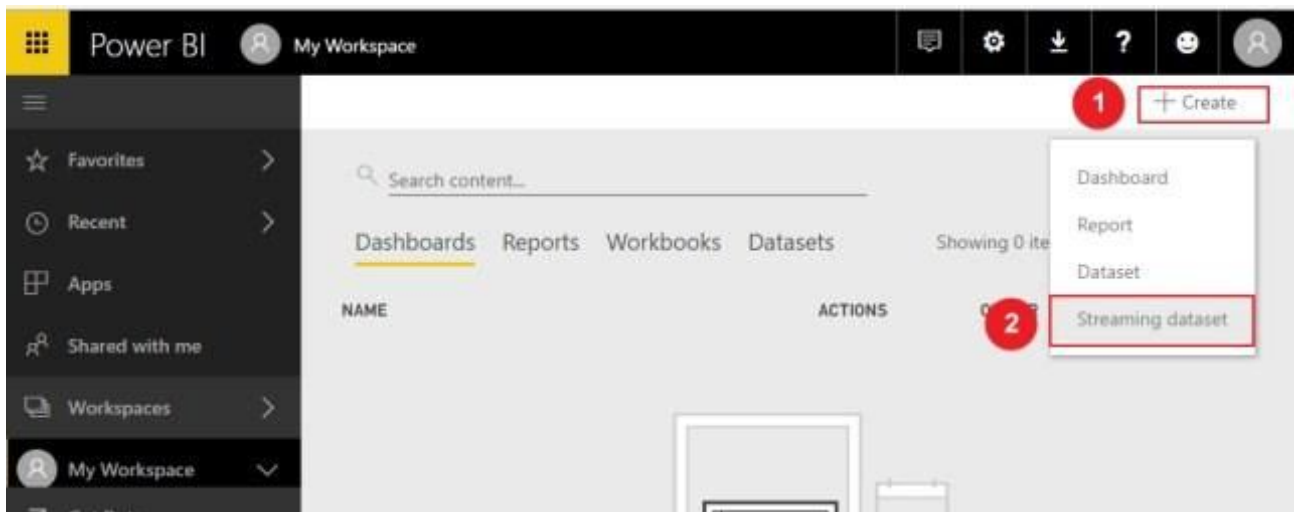 Power BI My Workspace ?
1 + Create
Favorites
Search content...
Dashboard
Recent
Report
Dashboards Reports Workbooks Datasets Showing 0 ite
Dataset
Apps
NAME ACTIONS
2 Streaming dataset
Shared with me
Workspaces
My Workspace